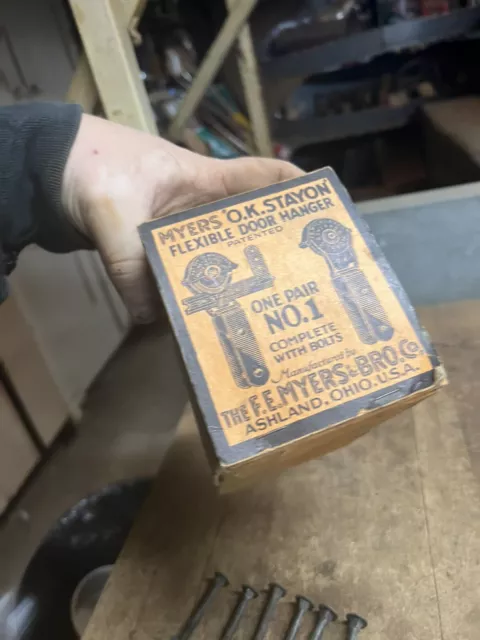 MYERS "O.K. STAYON"
FLEXIBLE DOOR HANGER
PATENTED
ONE PAIR
NO.1
COMPLETE
WITH BOLTS
Manufactured by
THE F.E. MYERS & BRO. Co.
ASHLAND, OHIO. U.S.A.